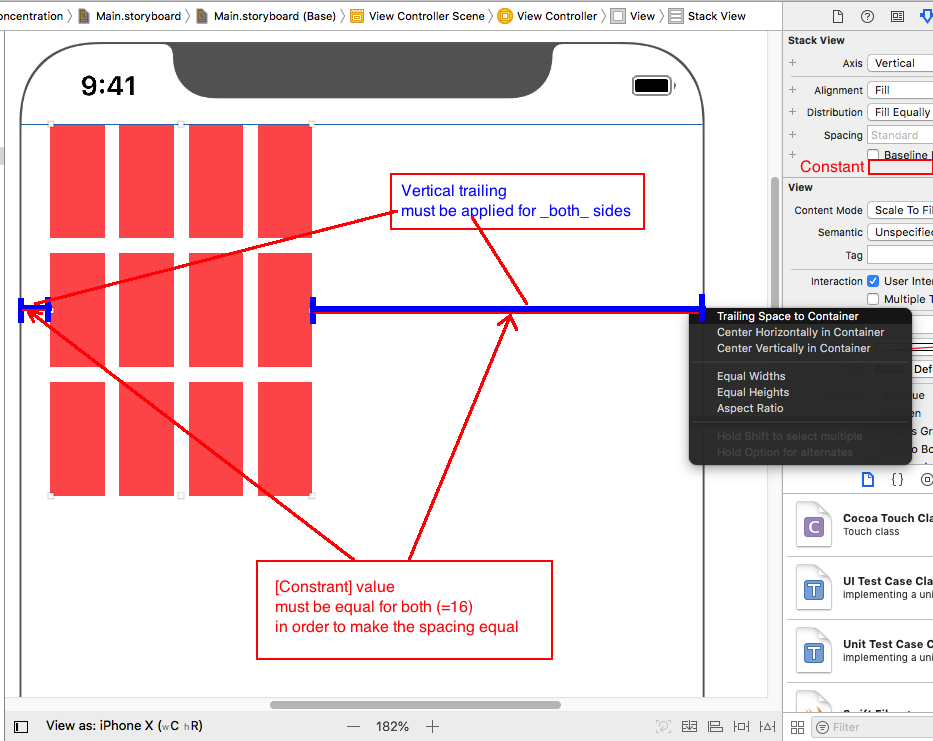 oncentration > Main.storyboard > Main.storyboard (Base) > View Controller Scene > View Controller > View > Stack View
Stack View
Axis Vertical
Alignment Fill
Distribution Fill Equally
Spacing Standard
Baseline
Constant
View
Content Mode Scale To Fil
Semantic Unspecified
Tag
Interaction User Inter
Multiple T
9:41
Vertical trailing
must be applied for _both_ sides
Trailing Space to Container
Center Horizontally in Container
Center Vertically in Container
Equal Widths
Equal Heights
Aspect Ratio
Hold Shift to select multiple
Hold Option for alternates
Def
ue
en
s Gr
o Bo
{}
C
Cocoa Touch Cla
Touch class
T
UI Test Case Clas
implementing a uni
T
Unit Test Case C
implementing a uni
[Constrant] value
must be equal for both (=16)
in order to make the spacing equal
View as: iPhone X (wC hR)
— 182% +
Filter